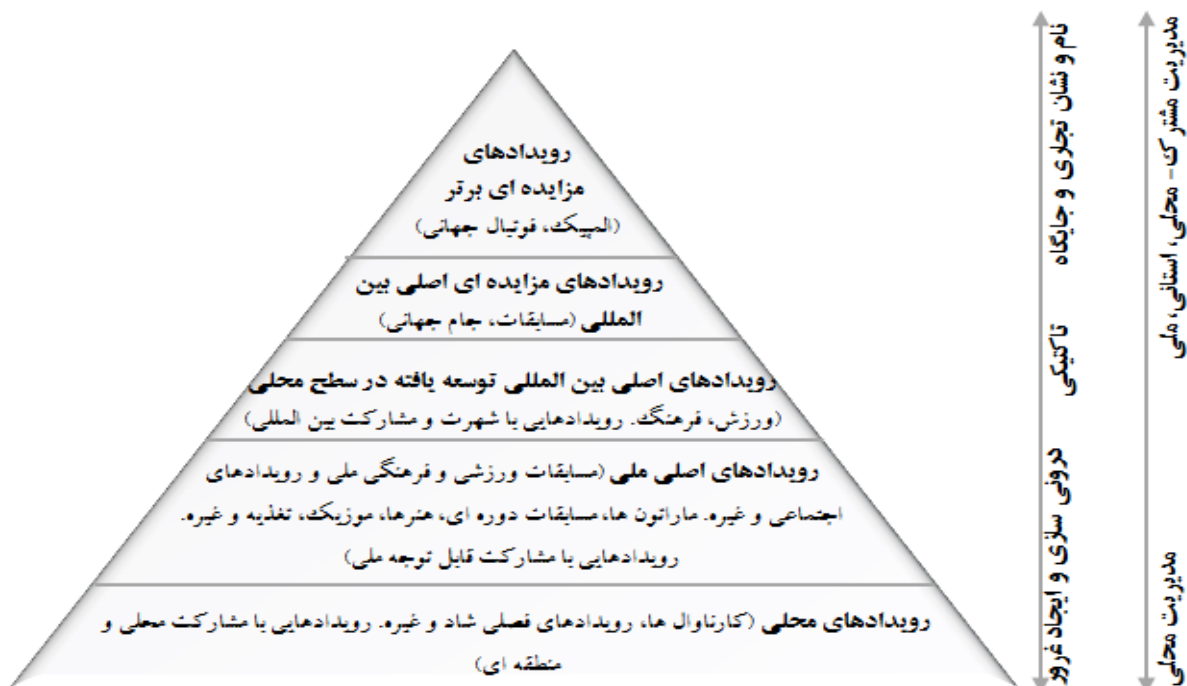 رویدادهای
مزایده ای برتر
(المپیک، فوتبال جهانی)
رویدادهای مزایده ای اصلی بین
المللی (مسابقات، جام جهانی)
رویدادهای اصلی بین المللی توسعه یافته در سطح محلی
(ورزش، فرهنگ. رویدادهایی با شهرت و مشارکت بین المللی)
رویدادهای اصلی ملی (مسابقات ورزشی و فرهنگی ملی و رویدادهای
اجتماعی و غیره. ماراتون ها، مسابقات دوره ای، هنرها، موزیک، تغذیه و غیره.
رویدادهایی با مشارکت قابل توجه ملی)
رویدادهای محلی (کارناوال ها، رویدادهای فصلی شاد و غیره. رویدادهایی با مشارکت محلی و
منطقه ای)
نام و نشان تجاری و جایگاه
تاکتیکی
درونی سازی و ایجاد غرور
مدیریت مشترک- محلی، استانی، ملی
مدیریت محلی